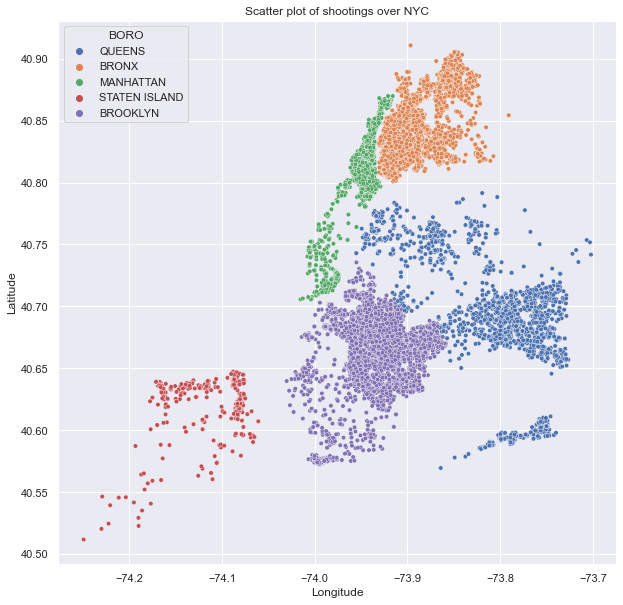 Scatter plot of shootings over NYC
BORO
QUEENS
BRONX
MANHATTAN
STATEN ISLAND
BROOKLYN
40.90
40.85
40.80
40.75
40.70
40.65
40.60
40.55
40.50
Latitude
−74.2 −74.1 −74.0 −73.9 −73.8 −73.7
Longitude